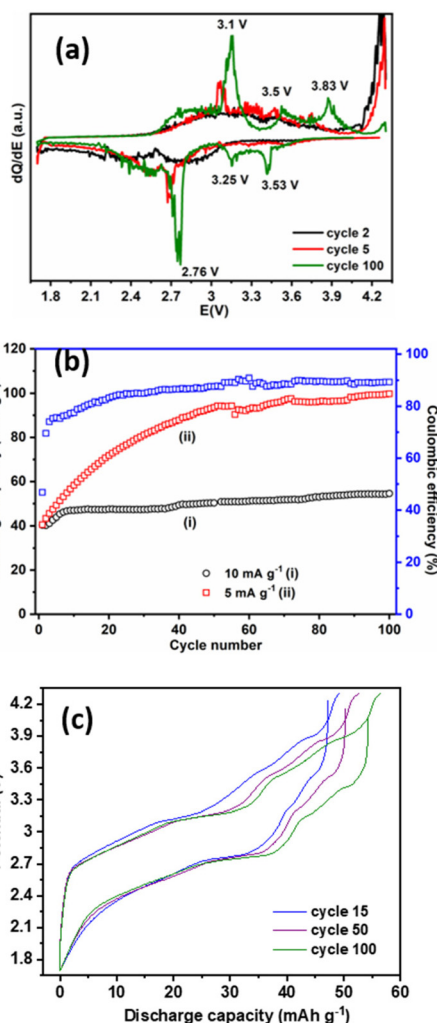 (a)
dQ/dE (a.u.)
3.1 V
3.5 V
3.83 V
3.25 V
3.53 V
2.76 V
cycle 2
cycle 5
cycle 100
1.8 2.1 2.4 2.7 3 3.3 3.6 3.9 4.2
E(V)
(b)
120
100
80
60
40
20
0
100
80
60
40
20
0
Coulombic efficiency (%)
(ii)
(i)
10 mA g⁻¹ (i)
5 mA g⁻¹ (ii)
0 20 40 60 80 100
Cycle number
(c)
4.2
3.9
3.6
3.3
3
2.7
2.4
2.1
1.8
cycle 15
cycle 50
cycle 100
0 10 20 30 40 50 60
Discharge capacity (mAh g⁻¹)